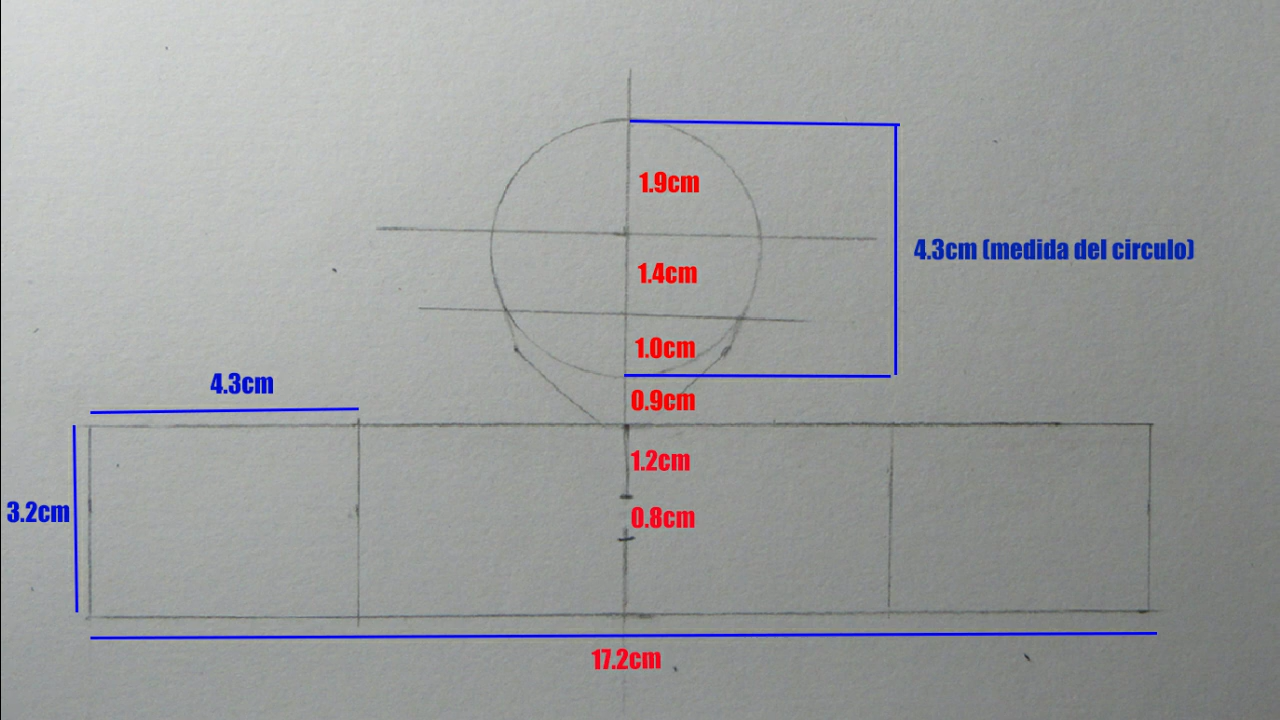 1.9cm
4.3cm (medida del circulo)
1.4cm
1.0cm
4.3cm
0.9cm
1.2cm
3.2cm
0.8cm
17.2cm